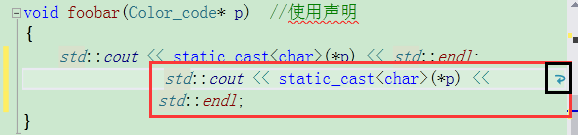 void foobar(Color_code* p)  //使用声明
{
    std::cout << static_cast<char>(*p) << std::endl;
std::cout << static_cast<char>(*p) <<
std::endl;
}